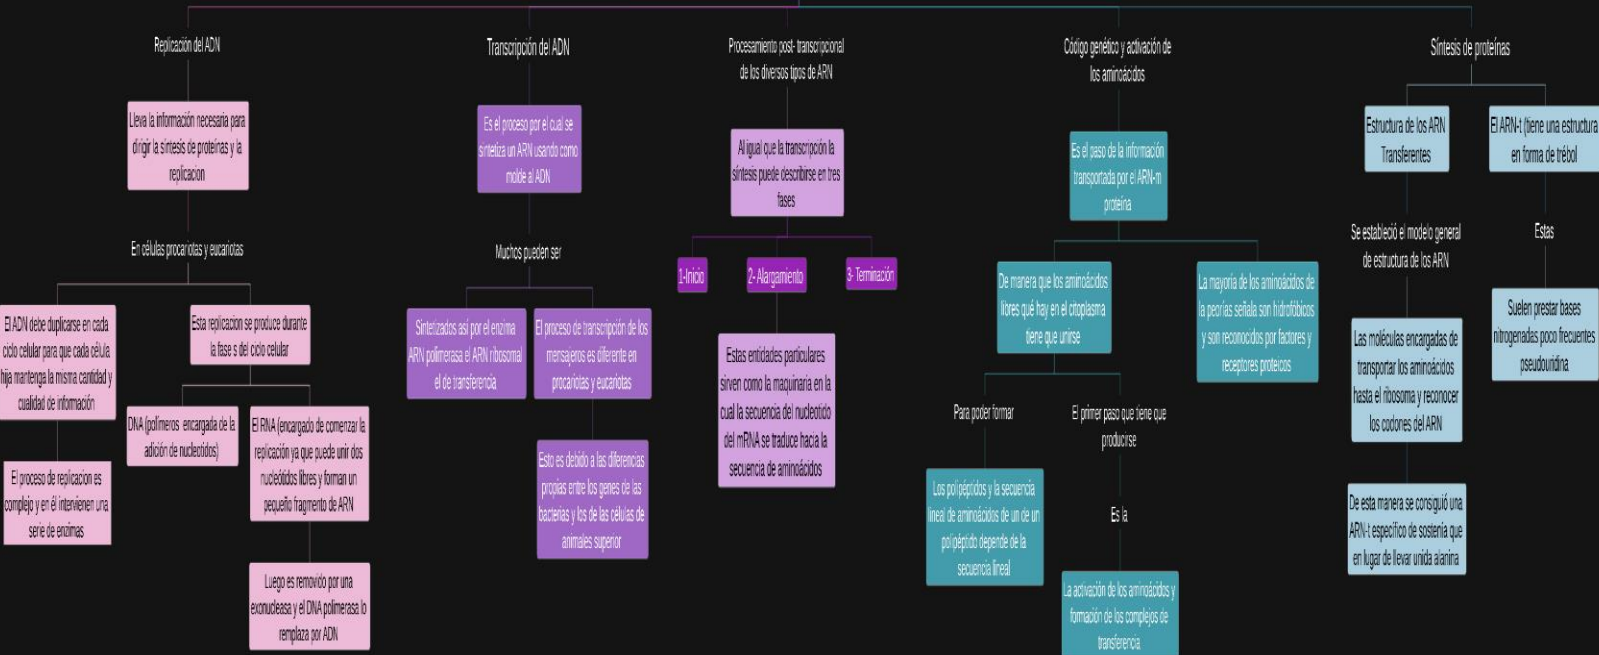 Replicación del ADN
Lleva la información necesaria para
dirigir la síntesis de proteínas y la
replicacion
En células procariotas y eucariotas
El ADN debe duplicarse en cada
ciclo celular para que cada célula
hija mantenga la misma cantidad y
cualidad de información
El proceso de replicacion es
complejo y en él intervienen una
serie de enzimas
Esta replicacion se produce durante
la fase s del ciclo celular
DNA (polímeros encargada de la
adición de nucleotidos)
El RNA (encargado de comenzar la
replicación ya que puede unir dos
nucleótidos libres y forman un
pequeño fragmento de ARN
Luego es removido por una
exonucleasa y el DNA polimerasa lo
remplaza por ADN
Transcripción del ADN
Es el proceso por el cual se
sintetiza un ARN usando como
molde al ADN
Muchos pueden ser
Sintetizados así por el enzima
ARN polimerasa el ARN ribosomal
el de transferencia
El proceso de transcripción de los
mensajeros es diferente en
procariotas y eucariotas
Esto es debido a las diferencias
propias entre los genes de las
bacterias y los de las células de
animales superior
Procesamiento post- transcripcional
de los diversos tipos de ARN
Al igual que la transcripción la
síntesis puede describirse en tres
fases
1-Inicio
2- Alargamiento
3- Terminación
Estas entidades particulares
sirven como la maquinaria en la
cual la secuencia del nucleotido
del mRNA se traduce hacia la
secuencia de aminoácidos
Código genético y activación de
los aminoácidos
Es el paso de la información
transportada por el ARN-m
proteína
De manera que los aminoácidos
libres qué hay en el citoplasma
tiene que unirse
La mayoría de los aminoácidos de
la peorías señala son hidrofóbicos
y son reconocidos por factores y
receptores proteicos
Para poder formar
Los polipéptidos y la secuencia
lineal de aminoácidos de un de un
polipéptido depende de la
secuencia lineal
El primer paso que tiene que
producirse
Es la
La activación de los aminoácidos y
formación de los complejos de
transferencia
Síntesis de proteínas
Estructura de los ARN
Transferentes
Se estableció el modelo general
de estructura de los ARN
Las moléculas encargadas de
transportar los aminoácidos
hasta el ribosoma y reconocer
los codones del ARN
De esta manera se consiguió una
ARN-t específico de sostenia que
en lugar de llevar unida alanina
El ARN-t (tiene una estructura
en forma de trébol
Estas
Suelen prestar bases
nitrogenadas poco frecuentes
pseudouridina